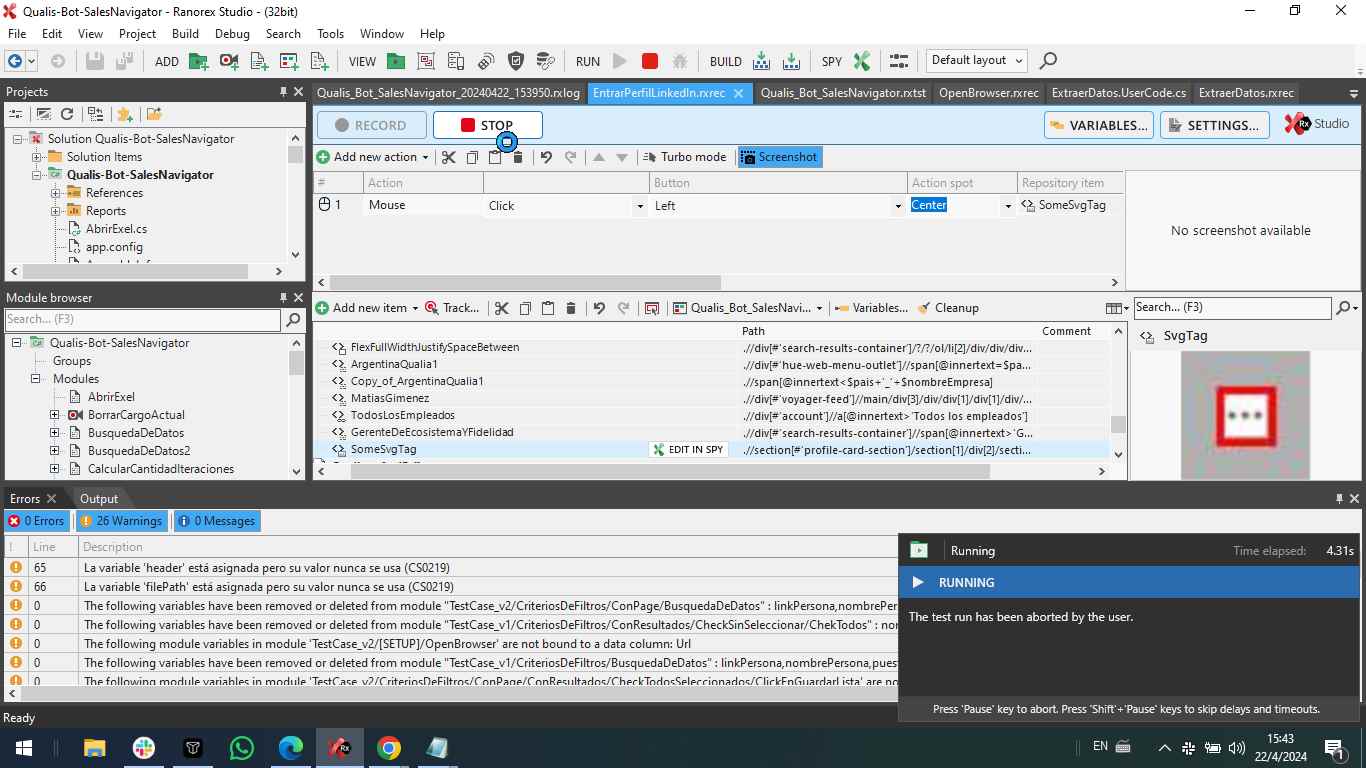 Qualis-Bot-SalesNavigator - Ranorex Studio - (32bit)
File Edit View Project Build Debug Search Tools Window Help
ADD VIEW RUN BUILD SPY Default layout
Projects
Qualis_Bot_SalesNavigator_20240422_153950.rxlog EntrarPerfilLinkedIn.rxrec Qualis_Bot_SalesNavigator.rxtst OpenBrowser.rxrec ExtraerDatos.UserCode.cs ExtraerDatos.rxrec
RECORD STOP VARIABLES... SETTINGS... Rx Studio
Solution Qualis-Bot-SalesNavigator
Solution Items
Qualis-Bot-SalesNavigator
References
Reports
AbrirExel.cs
app.config
Add new action Turbo mode Screenshot
# Action Button Action spot Repository item
1 Mouse Click Left Center SomeSvgTag
No screenshot available
Module browser
Search... (F3)
Qualis-Bot-SalesNavigator
Groups
Modules
AbrirExel
BorrarCargoActual
BusquedaDeDatos
BusquedaDeDatos2
CalcularCantidadIteraciones
Add new item Track... Qualis_Bot_SalesNavi... Variables... Cleanup
Search... (F3)
Path Comment
FlexFullWidthJustifySpaceBetween .//div[#'search-results-container']/?/?/ol/li[2]/div/div/div...
ArgentinaQualia1 .//div[#'hue-web-menu-outlet']//span[@innertext=$pa...
Copy_of_ArgentinaQualia1 .//span[@innertext<$pais+'_'+$nombreEmpresa]
MatiasGimenez .//div[#'voyager-feed']//main/div[3]/div/div[1]/div[1]/div/...
TodosLosEmpleados .//div[#'account']//a[@innertext>'Todos los empleados']
GerenteDeEcosistemaYFidelidad .//div[#'search-results-container']//span[@innertext>'G...
SomeSvgTag EDIT IN SPY .//section[#'profile-card-section']/section[1]/div[2]/secti...
SvgTag
Errors Output
0 Errors 26 Warnings 0 Messages
! Line Description
65 La variable 'header' está asignada pero su valor nunca se usa (CS0219)
66 La variable 'filePath' está asignada pero su valor nunca se usa (CS0219)
0 The following variables have been removed or deleted from module "TestCase_v2/CriteriosDeFiltros/ConPage/BusquedaDeDatos" : linkPersona,nombrePer
0 The following variables have been removed or deleted from module "TestCase_v1/CriteriosDeFiltros/ConResultados/CheckSinSeleccionar/ChekTodos" : no
0 The following module variables in module 'TestCase_v2/[SETUP]/OpenBrowser' are not bound to a data column: Url
0 The following variables have been removed or deleted from module "TestCase_v1/CriteriosDeFiltros/BusquedaDeDatos" : linkPersona,nombrePersona,pues
0 The following module variables in module 'TestCase_v2/CriteriosDeFiltros/ConPage/ConResultados/CheckTodosSeleccionados/ClickEnGuardarLista' are no
Running Time elapsed: 4.31s
RUNNING
The test run has been aborted by the user.
Press 'Pause' key to abort. Press 'Shift'+'Pause' keys to skip delays and timeouts.
Ready
EN
15:43
22/4/2024
1